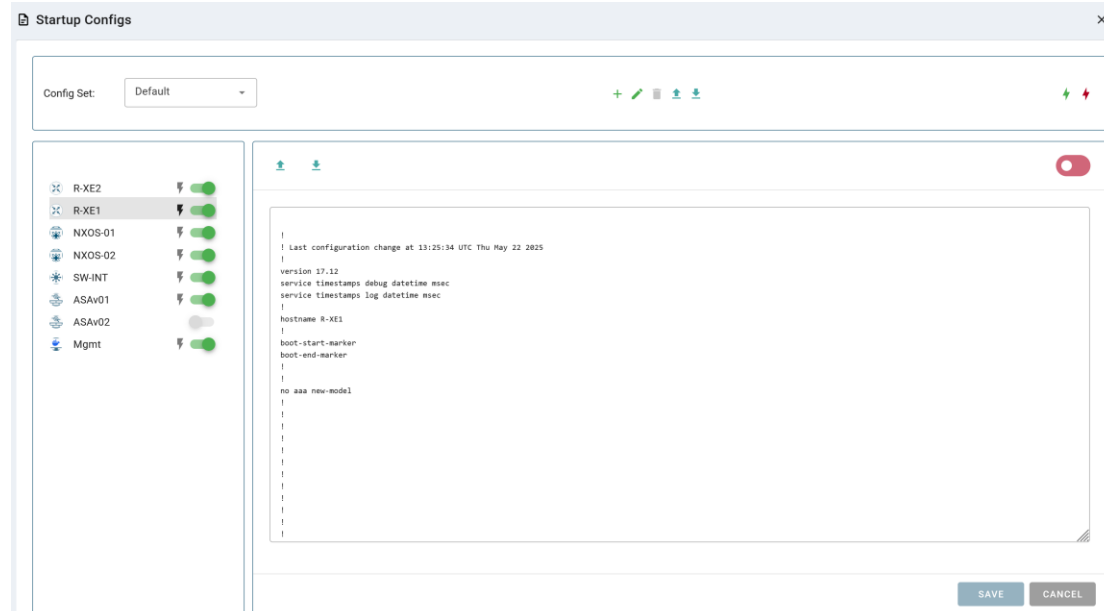 Startup Configs
Config Set:
Default
R-XE2
R-XE1
NXOS-01
NXOS-02
SW-INT
ASAv01
ASAv02
Mgmt
!
! Last configuration change at 13:25:34 UTC Thu May 22 2025
!
version 17.12
service timestamps debug datetime msec
service timestamps log datetime msec
!
hostname R-XE1
!
boot-start-marker
boot-end-marker
!
!
no aaa new-model
!
!
!
!
!
!
!
!
!
!
!
!
SAVE
CANCEL